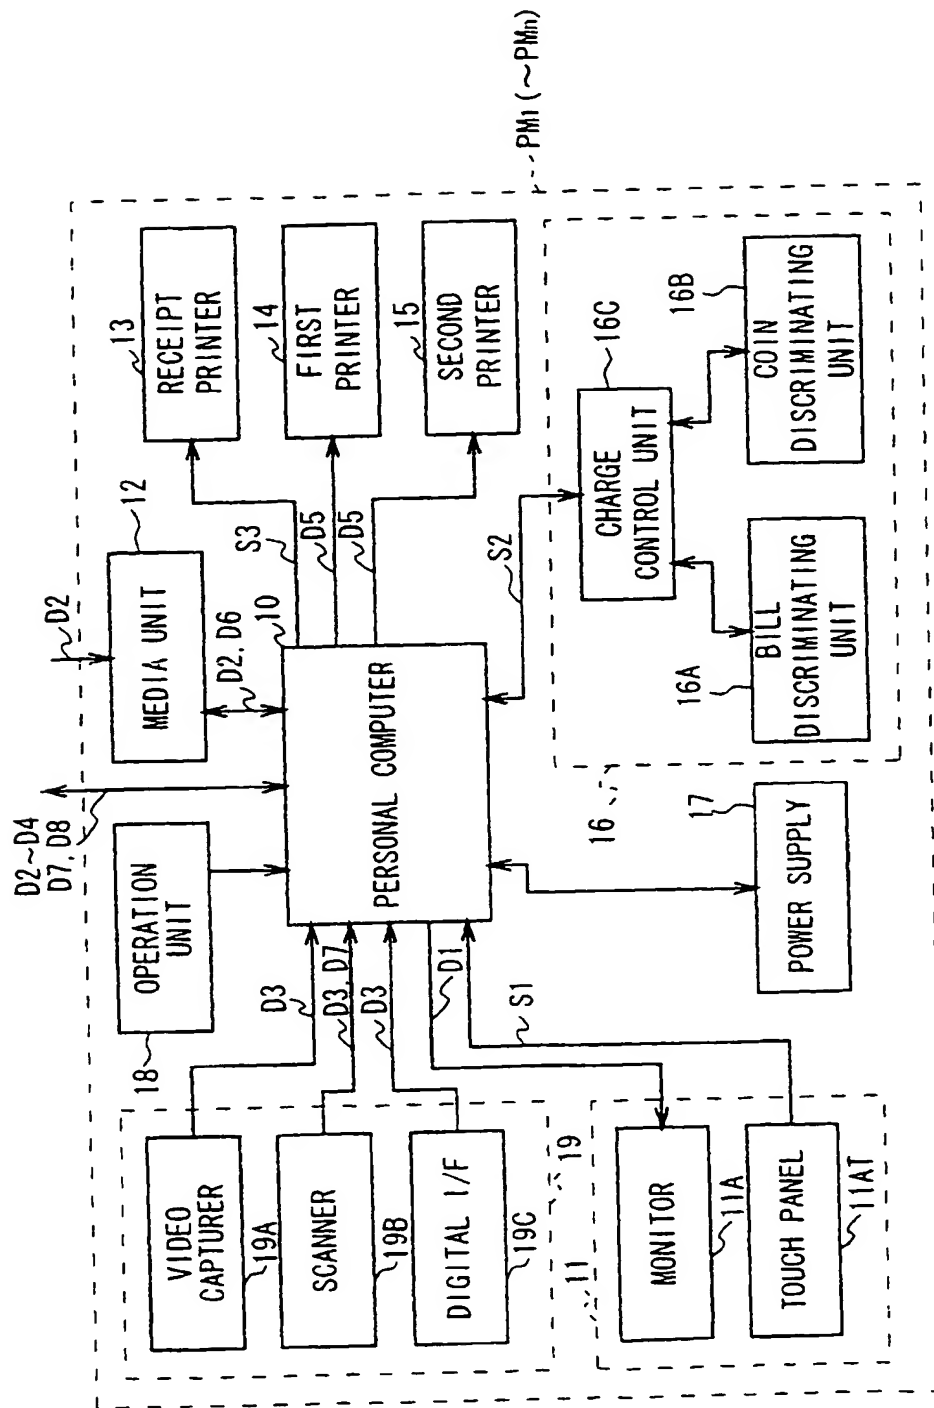 PM1(~PMn)
13
RECEIPT
PRINTER
14
FIRST
PRINTER
15
SECOND
PRINTER
16C
CHARGE
CONTROL UNIT
16B
COIN
DISCRIMINATING
UNIT
16A
BILL
DISCRIMINATING
UNIT
16
S2
S3
D5
D5
D2
12
MEDIA UNIT
D2, D6
10
PERSONAL COMPUTER
D2~D4
D7, D8
OPERATION
UNIT
18
17
POWER SUPPLY
D3
D3, D7
D3
D1
S1
VIDEO
CAPTURER
19A
SCANNER
19B
DIGITAL I/F
19C
19
11
MONITOR
11A
TOUCH PANEL
11AT